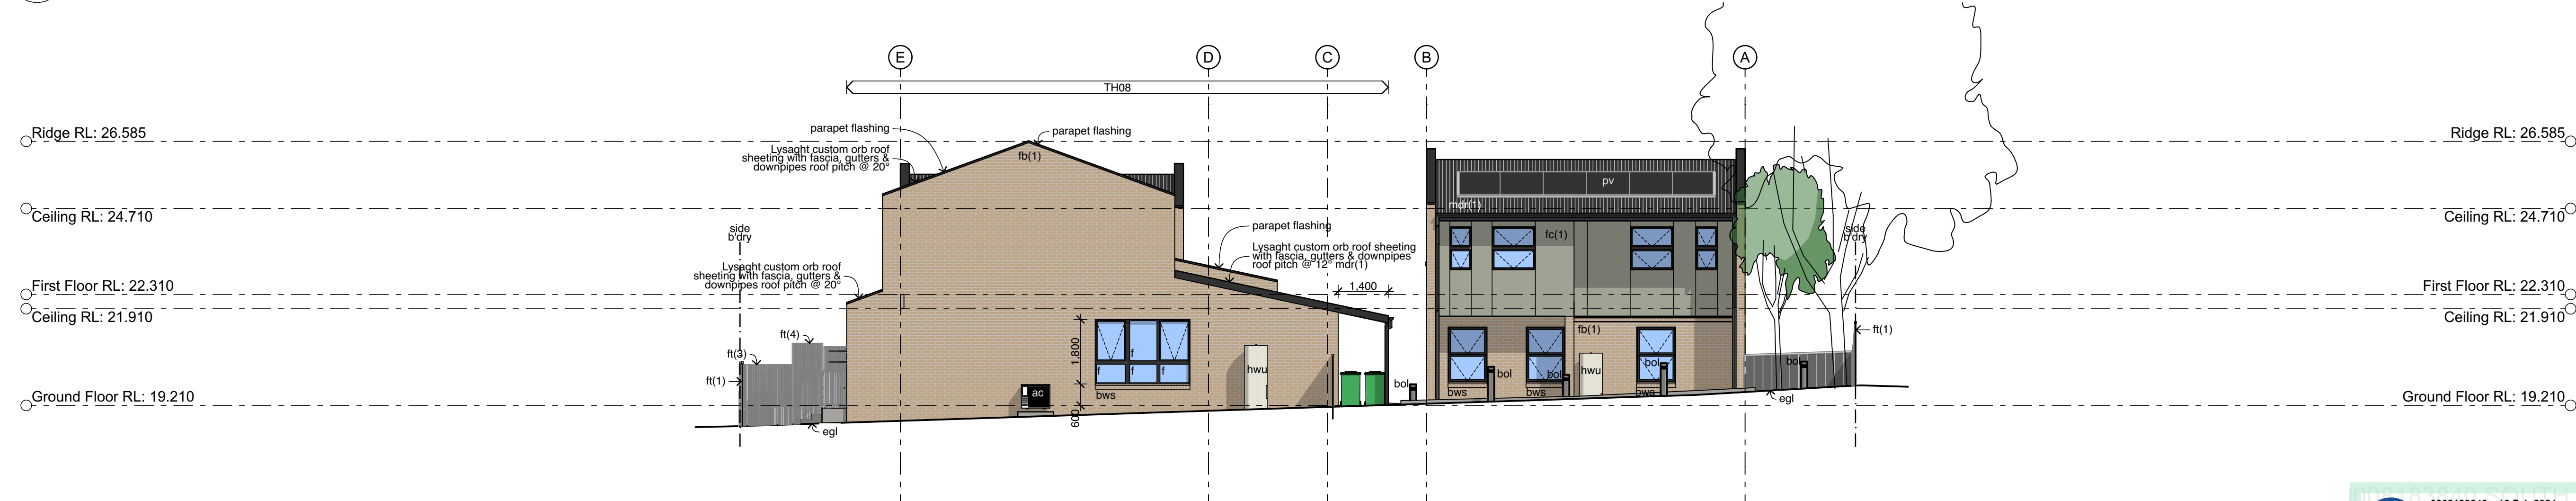 E
D
C
B
A
TH08
Ridge RL: 26.585
parapet flashing
parapet flashing
Ridge RL: 26.585
Lysaght custom orb roof
sheeting with fascia, gutters &
downpipes roof pitch @ 20°
fb(1)
pv
mdr(1)
Ceiling RL: 24.710
Ceiling RL: 24.710
side
b'dry
parapet flashing
fc(1)
side
b'dry
Lysaght custom orb roof sheeting
with fascia, gutters & downpipes
roof pitch @ 12° mdr(1)
Lysaght custom orb roof
sheeting with fascia, gutters &
downpipes roof pitch @ 20°
First Floor RL: 22.310
1,400
First Floor RL: 22.310
Ceiling RL: 21.910
Ceiling RL: 21.910
ft(4)
fb(1)
ft(1)
ft(3)
1,800
f
bol
bol
ft(1)
f
f
f
hwu
bol
bol
hwu
bol
ac
bws
bws
bws
bws
Ground Floor RL: 19.210
600
egl
egl
Ground Floor RL: 19.210